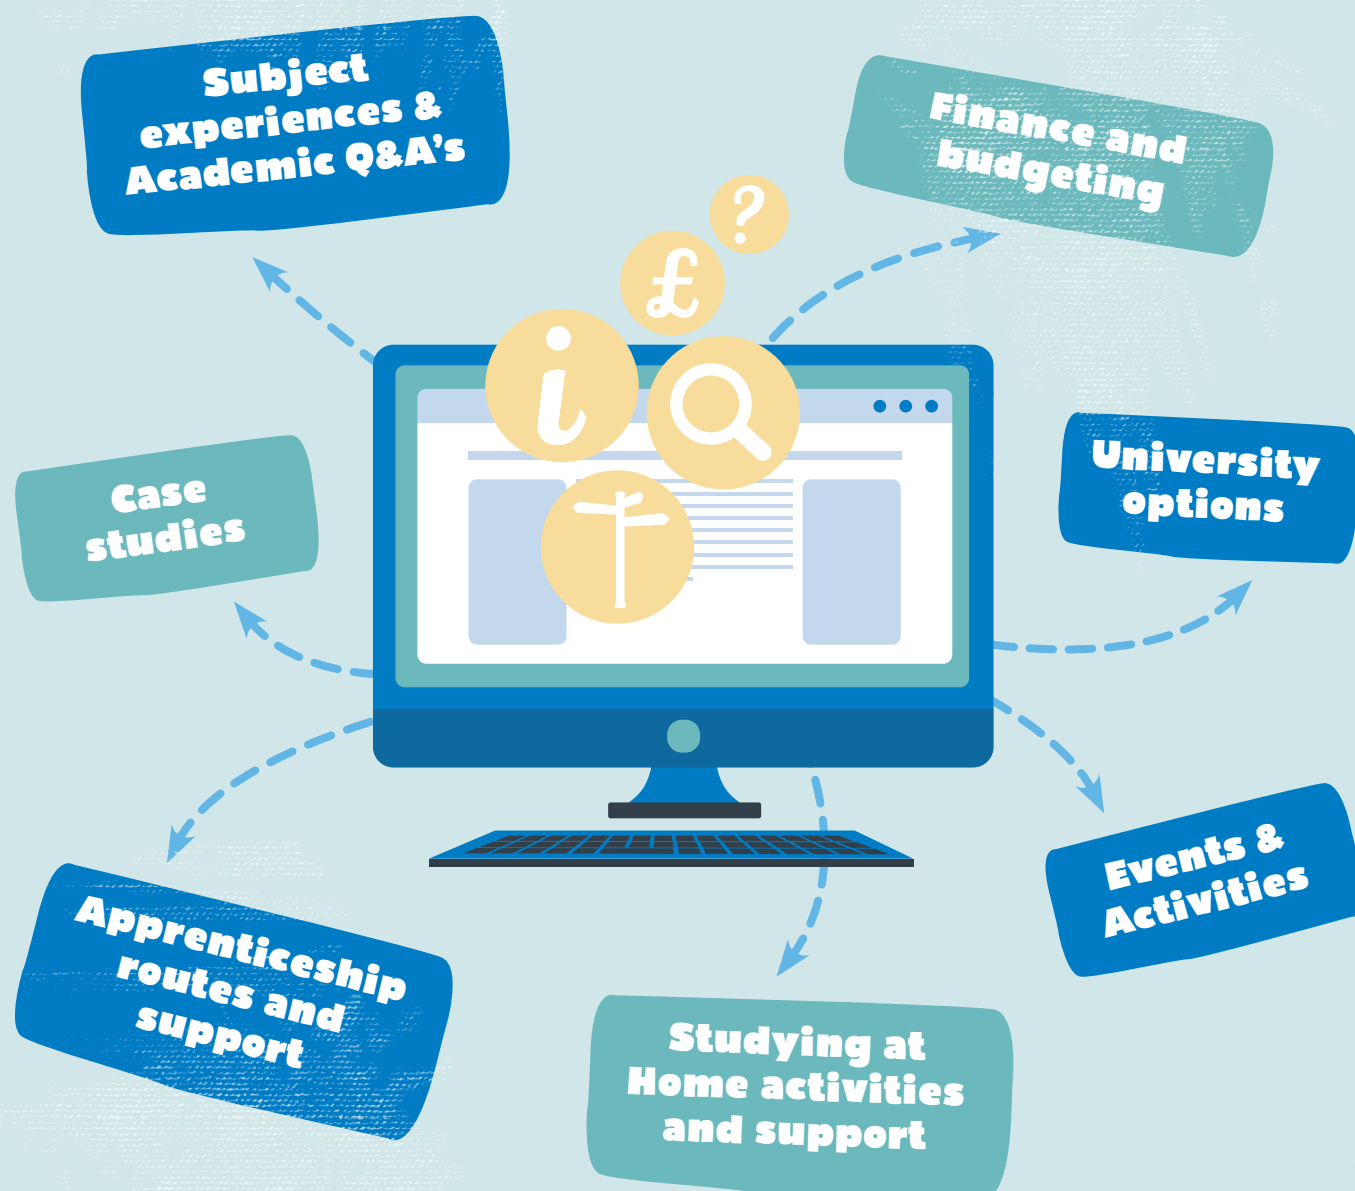 Subject
experiences &
Academic Q&A's
Finance and
budgeting
?
£
i
Case
studies
University
options
Events &
Activities
Apprenticeship
routes and
support
Studying at
Home activities
and support